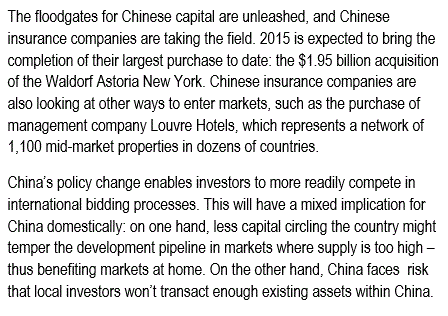 The floodgates for Chinese capital are unleashed, and Chinese
insurance companies are taking the field. 2015 is expected to bring the
completion of their largest purchase to date: the $1.95 billion acquisition
of the Waldorf Astoria New York. Chinese insurance companies are
also looking at other ways to enter markets, such as the purchase of
management company Louvre Hotels, which represents a network of
1,100 mid-market properties in dozens of countries.
China’s policy change enables investors to more readily compete in
international bidding processes. This will have a mixed implication for
China domestically: on one hand, less capital circling the country might
temper the development pipeline in markets where supply is too high –
thus benefiting markets at home. On the other hand, China faces  risk
that local investors won’t transact enough existing assets within China.